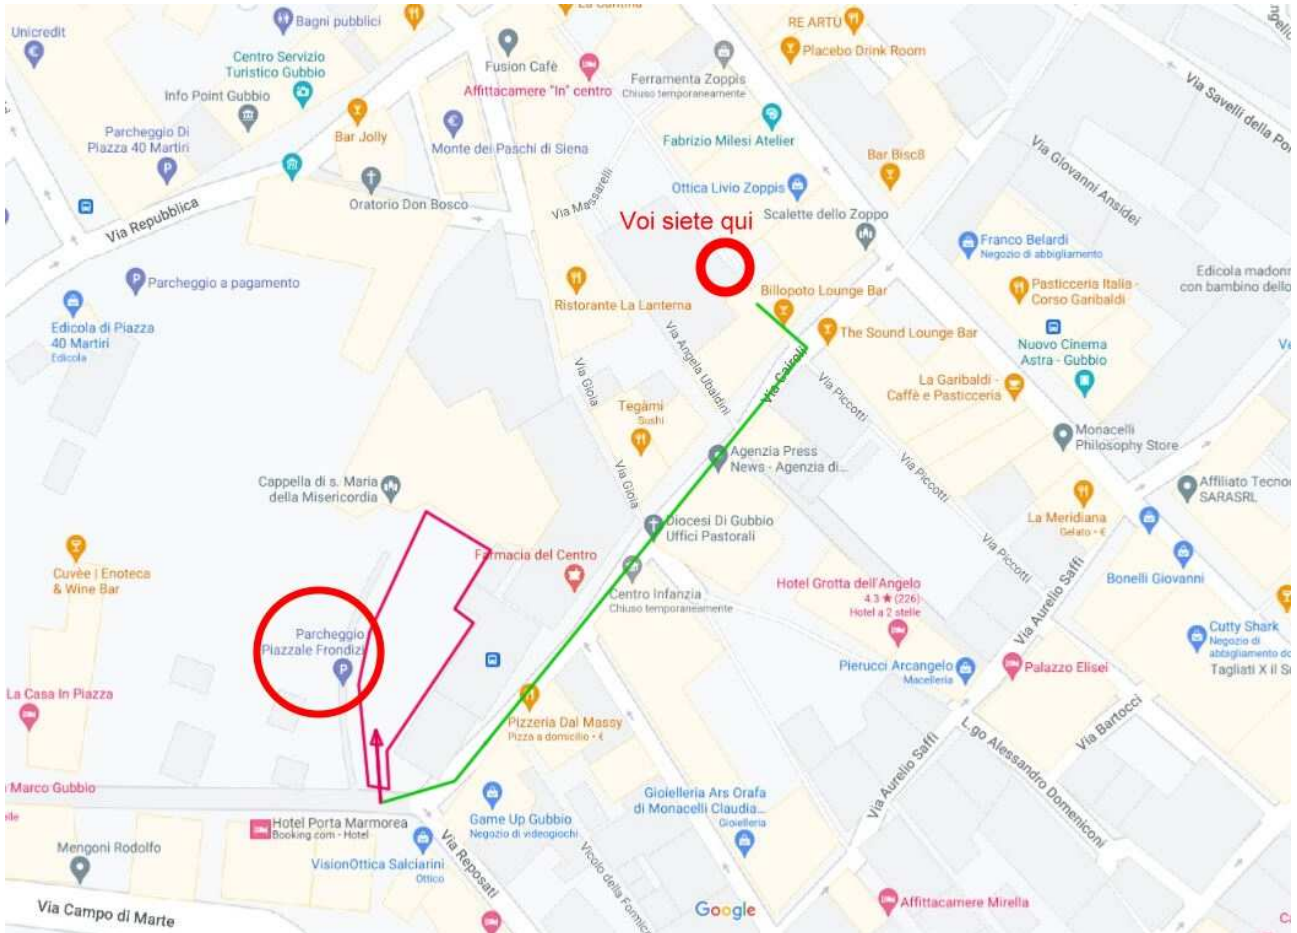 La Cantina
RE ARTÙ
Bagni pubblici
Unicredit
Placebo Drink Room
Centro Servizio
Turistico Gubbio
Fusion Cafè
Ferramenta Zoppis
Chiuso temporaneamente
Affittacamere "In" centro
Via Savelli della Por
Info Point Gubbio
Parcheggio Di
Piazza 40 Martiri
Bar Jolly
Monte dei Paschi di Siena
Fabrizio Milesi Atelier
Bar Bisc8
Via Giovanni Ansidei
Oratorio Don Bosco
Via Massarelli
Ottica Livio Zoppis
Scalette dello Zoppo
Via Repubblica
Voi siete qui
Franco Belardi
Negozio di abbigliamento
Edicola madonn
con bambino dello
Parcheggio a pagamento
Ristorante La Lanterna
Billopoto Lounge Bar
Pasticceria Italia -
Corso Garibaldi
Edicola di Piazza
40 Martiri
Edicola
The Sound Lounge Bar
Nuovo Cinema
Astra - Gubbio
Via Angela Ubaldini
Via Cairoli
Via Gioia
Via Piccotti
La Garibaldi -
Caffè e Pasticceria
Tegàmi
Sushi
Monacelli
Philosophy Store
Agenzia Press
News - Agenzia di...
Via Gioia
Via Piccotti
Cappella di s. Maria
della Misericordia
Affiliato Tecnoc
SARASRL
La Meridiana
Gelato · €
Diocesi Di Gubbio
Uffici Pastorali
Via Piccotti
Farmacia del Centro
Cuvèe | Enoteca
& Wine Bar
Centro Infanzia
Chiuso temporaneamente
Hotel Grotta dell'Angelo
4.3 ★ (226)
Hotel a 2 stelle
Bonelli Giovanni
Via Aurelio Saffi
Parcheggio
Piazzale Frondizi
Cutty Shark
Negozio di
abbigliamento do
Tagliati X il S
Pierucci Arcangelo
Macelleria
Palazzo Elisei
La Casa In Piazza
Pizzeria Dal Massy
Pizza a domicilio · €
Via Bartocci
L.go Alessandro Domeniconi
Via Aurelio Saffi
Marco Gubbio
Gioielleria Ars Orafa
di Monacelli Claudia...
Gioielleria
Hotel Porta Marmorea
Booking.com - Hotel
Game Up Gubbio
Negozio di videogiochi
Mengoni Rodolfo
VisionOttica Salciarini
Ottico
Via Reposati
Vicolo della Formic
Via Campo di Marte
Google
Affittacamere Mirella